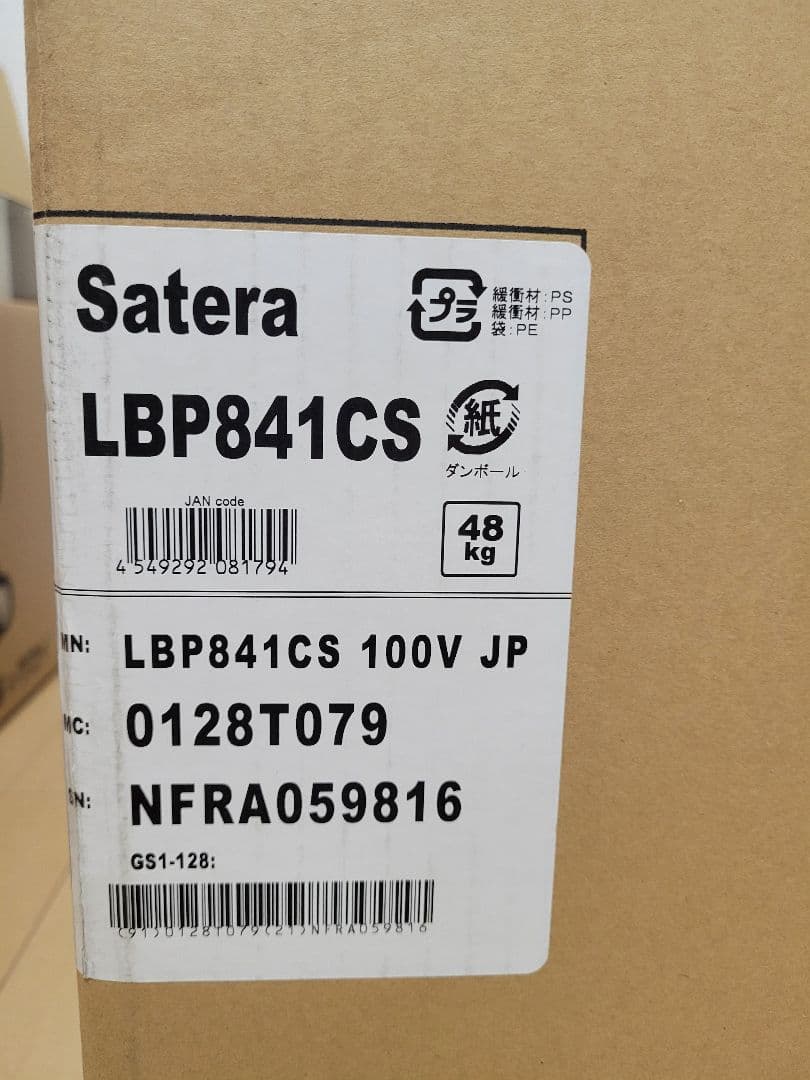 Satera
プラ
緩衝材:PS
緩衝材:PP
袋:PE
LBP841CS
紙
ダンボール
JAN code
4 549292 081794
48
kg
MN: LBP841CS 100V JP
MC: 0128T079
SN: NFRA059816
GS1-128:
(91)0128T079(21)NFRA059816